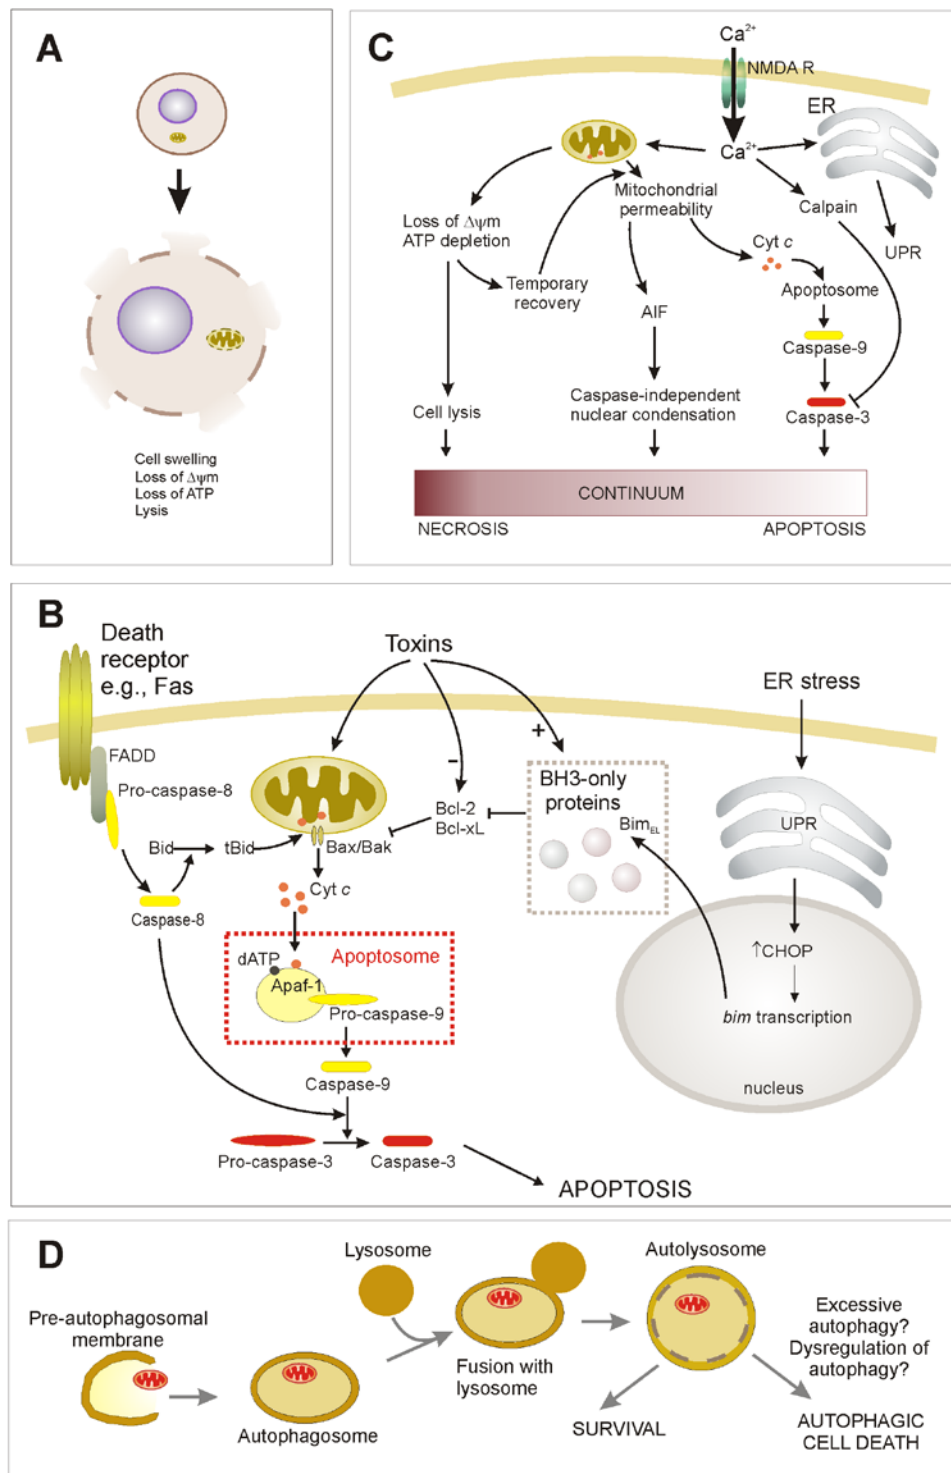 A
Cell swelling
Loss of Δψm
Loss of ATP
Lysis
C
Ca²⁺
NMDA R
ER
Ca²⁺
Mitochondrial
permeability
Calpain
Loss of Δψm
ATP depletion
Cyt c
UPR
Temporary
recovery
Apoptosome
AIF
Caspase-9
Caspase-independent
nuclear condensation
Cell lysis
Caspase-3
CONTINUUM
NECROSIS
APOPTOSIS
B
Death
receptor
e.g., Fas
Toxins
ER stress
FADD
Pro-caspase-8
+
–
BH3-only
proteins
Bcl-2
Bcl-xL
Bim_EL
UPR
Bid
tBid
Bax/Bak
Cyt c
Caspase-8
↑CHOP
dATP
Apoptosome
Apaf-1
Pro-caspase-9
bim transcription
Caspase-9
nucleus
Pro-caspase-3
Caspase-3
APOPTOSIS
D
Lysosome
Autolysosome
Pre-autophagosomal
membrane
Excessive
autophagy?
Dysregulation of
autophagy?
Fusion with
lysosome
Autophagosome
SURVIVAL
AUTOPHAGIC
CELL DEATH